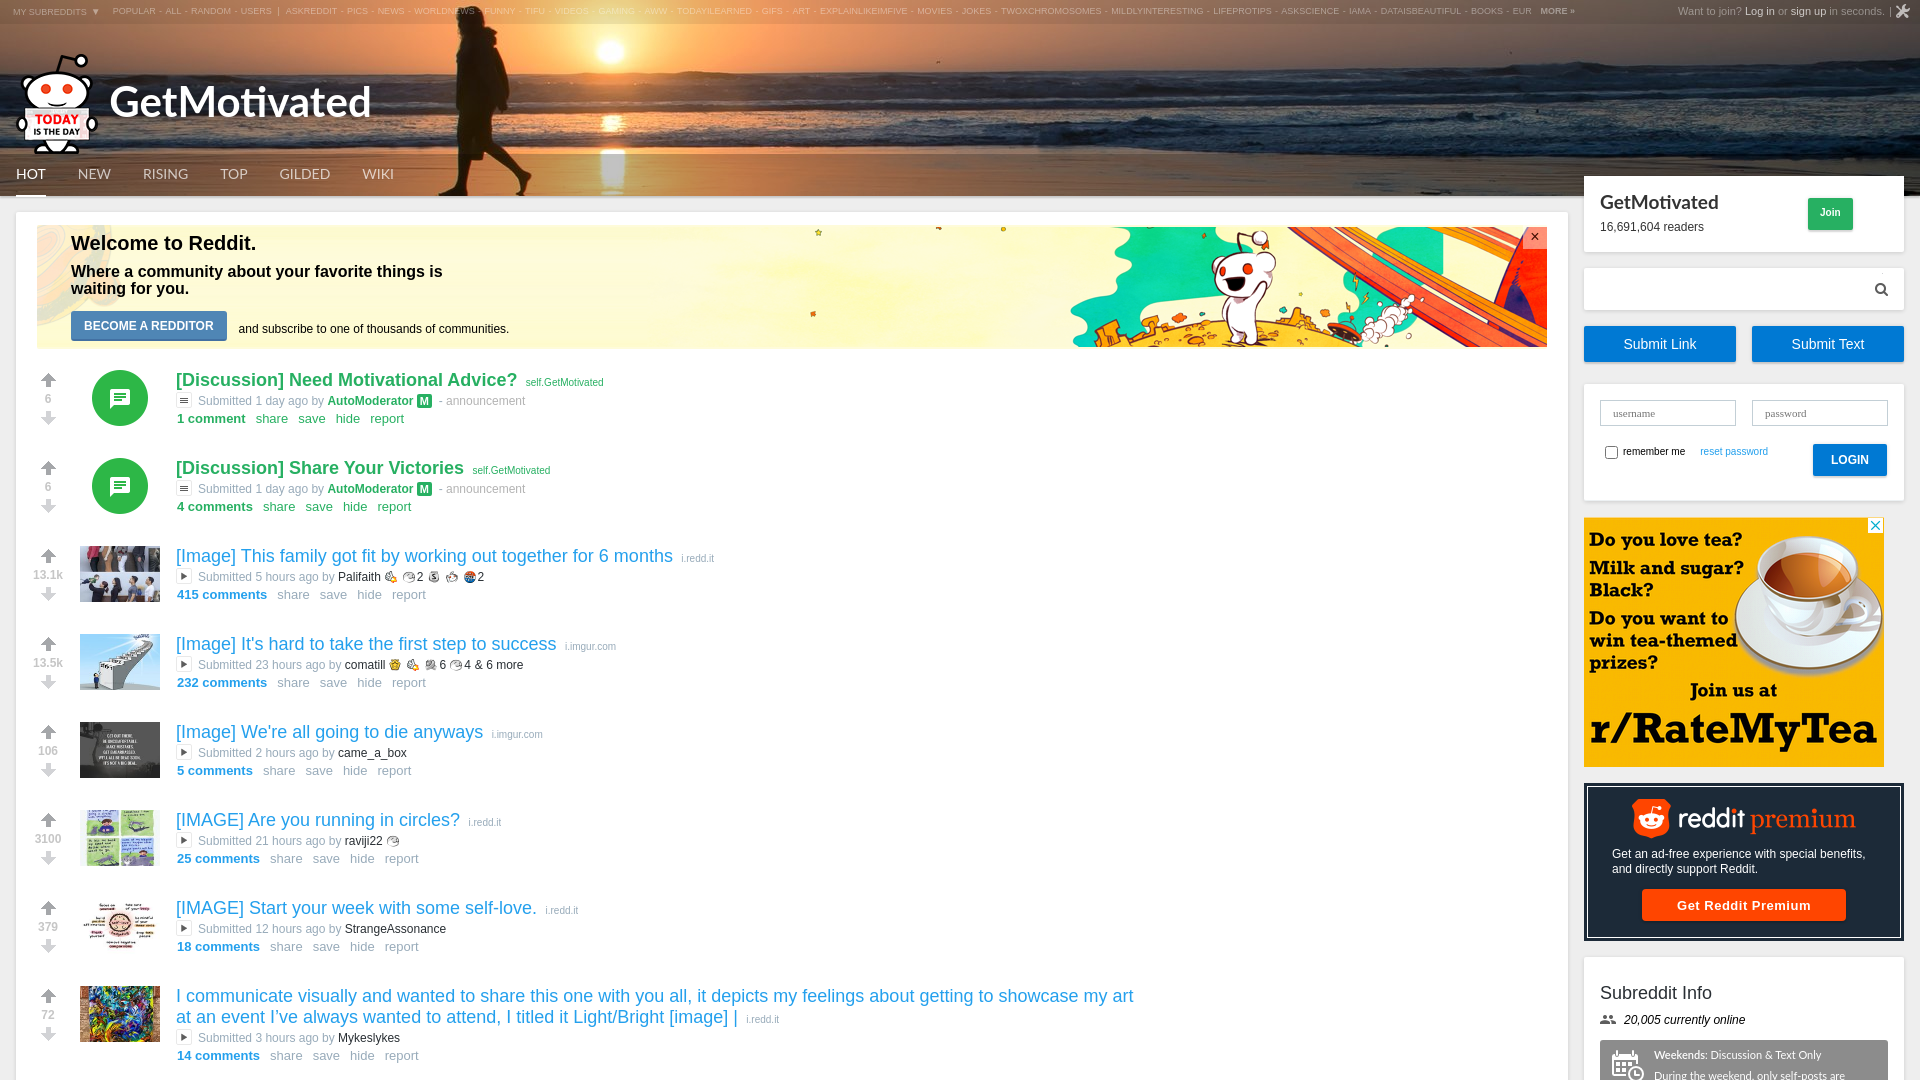 MY SUBREDDITS ▼ POPULAR - ALL - RANDOM - USERS | ASKREDDIT - PICS - NEWS - WORLDNEWS - FUNNY - TIFU - VIDEOS - GAMING - AWW - TODAYILEARNED - GIFS - ART - EXPLAINLIKEIMFIVE - MOVIES - JOKES - TWOXCHROMOSOMES - MILDLYINTERESTING - LIFEPROTIPS - ASKSCIENCE - IAMA - DATAISBEAUTIFUL - BOOKS - EUR MORE »
Want to join? Log in or sign up in seconds. |
TODAY
IS THE DAY
GetMotivated
HOT NEW RISING TOP GILDED WIKI
Welcome to Reddit.
Where a community about your favorite things is
waiting for you.
BECOME A REDDITOR and subscribe to one of thousands of communities.
×
6
[Discussion] Need Motivational Advice? self.GetMotivated
Submitted 1 day ago by AutoModerator M - announcement
1 comment share save hide report
6
[Discussion] Share Your Victories self.GetMotivated
Submitted 1 day ago by AutoModerator M - announcement
4 comments share save hide report
13.1k
[Image] This family got fit by working out together for 6 months i.redd.it
Submitted 5 hours ago by Palifaith 2 2
415 comments share save hide report
13.5k
[Image] It's hard to take the first step to success i.imgur.com
Submitted 23 hours ago by comatill 6 4 & 6 more
232 comments share save hide report
106
[Image] We're all going to die anyways i.imgur.com
Submitted 2 hours ago by came_a_box
5 comments share save hide report
3100
[IMAGE] Are you running in circles? i.redd.it
Submitted 21 hours ago by raviji22
25 comments share save hide report
379
[IMAGE] Start your week with some self-love. i.redd.it
Submitted 12 hours ago by StrangeAssonance
18 comments share save hide report
72
I communicate visually and wanted to share this one with you all, it depicts my feelings about getting to showcase my art
at an event I’ve always wanted to attend, I titled it Light/Bright [image] | i.redd.it
Submitted 3 hours ago by Mykeslykes
14 comments share save hide report
GetMotivated
16,691,604 readers
Join
Submit Link Submit Text
username password
remember me reset password LOGIN
Do you love tea?
Milk and sugar?
Black?
Do you want to
win tea-themed
prizes?
Join us at
r/RateMyTea
reddit premium
Get an ad-free experience with special benefits,
and directly support Reddit.
Get Reddit Premium
Subreddit Info
20,005 currently online
Weekends: Discussion & Text Only
During the weekend, only self-posts are